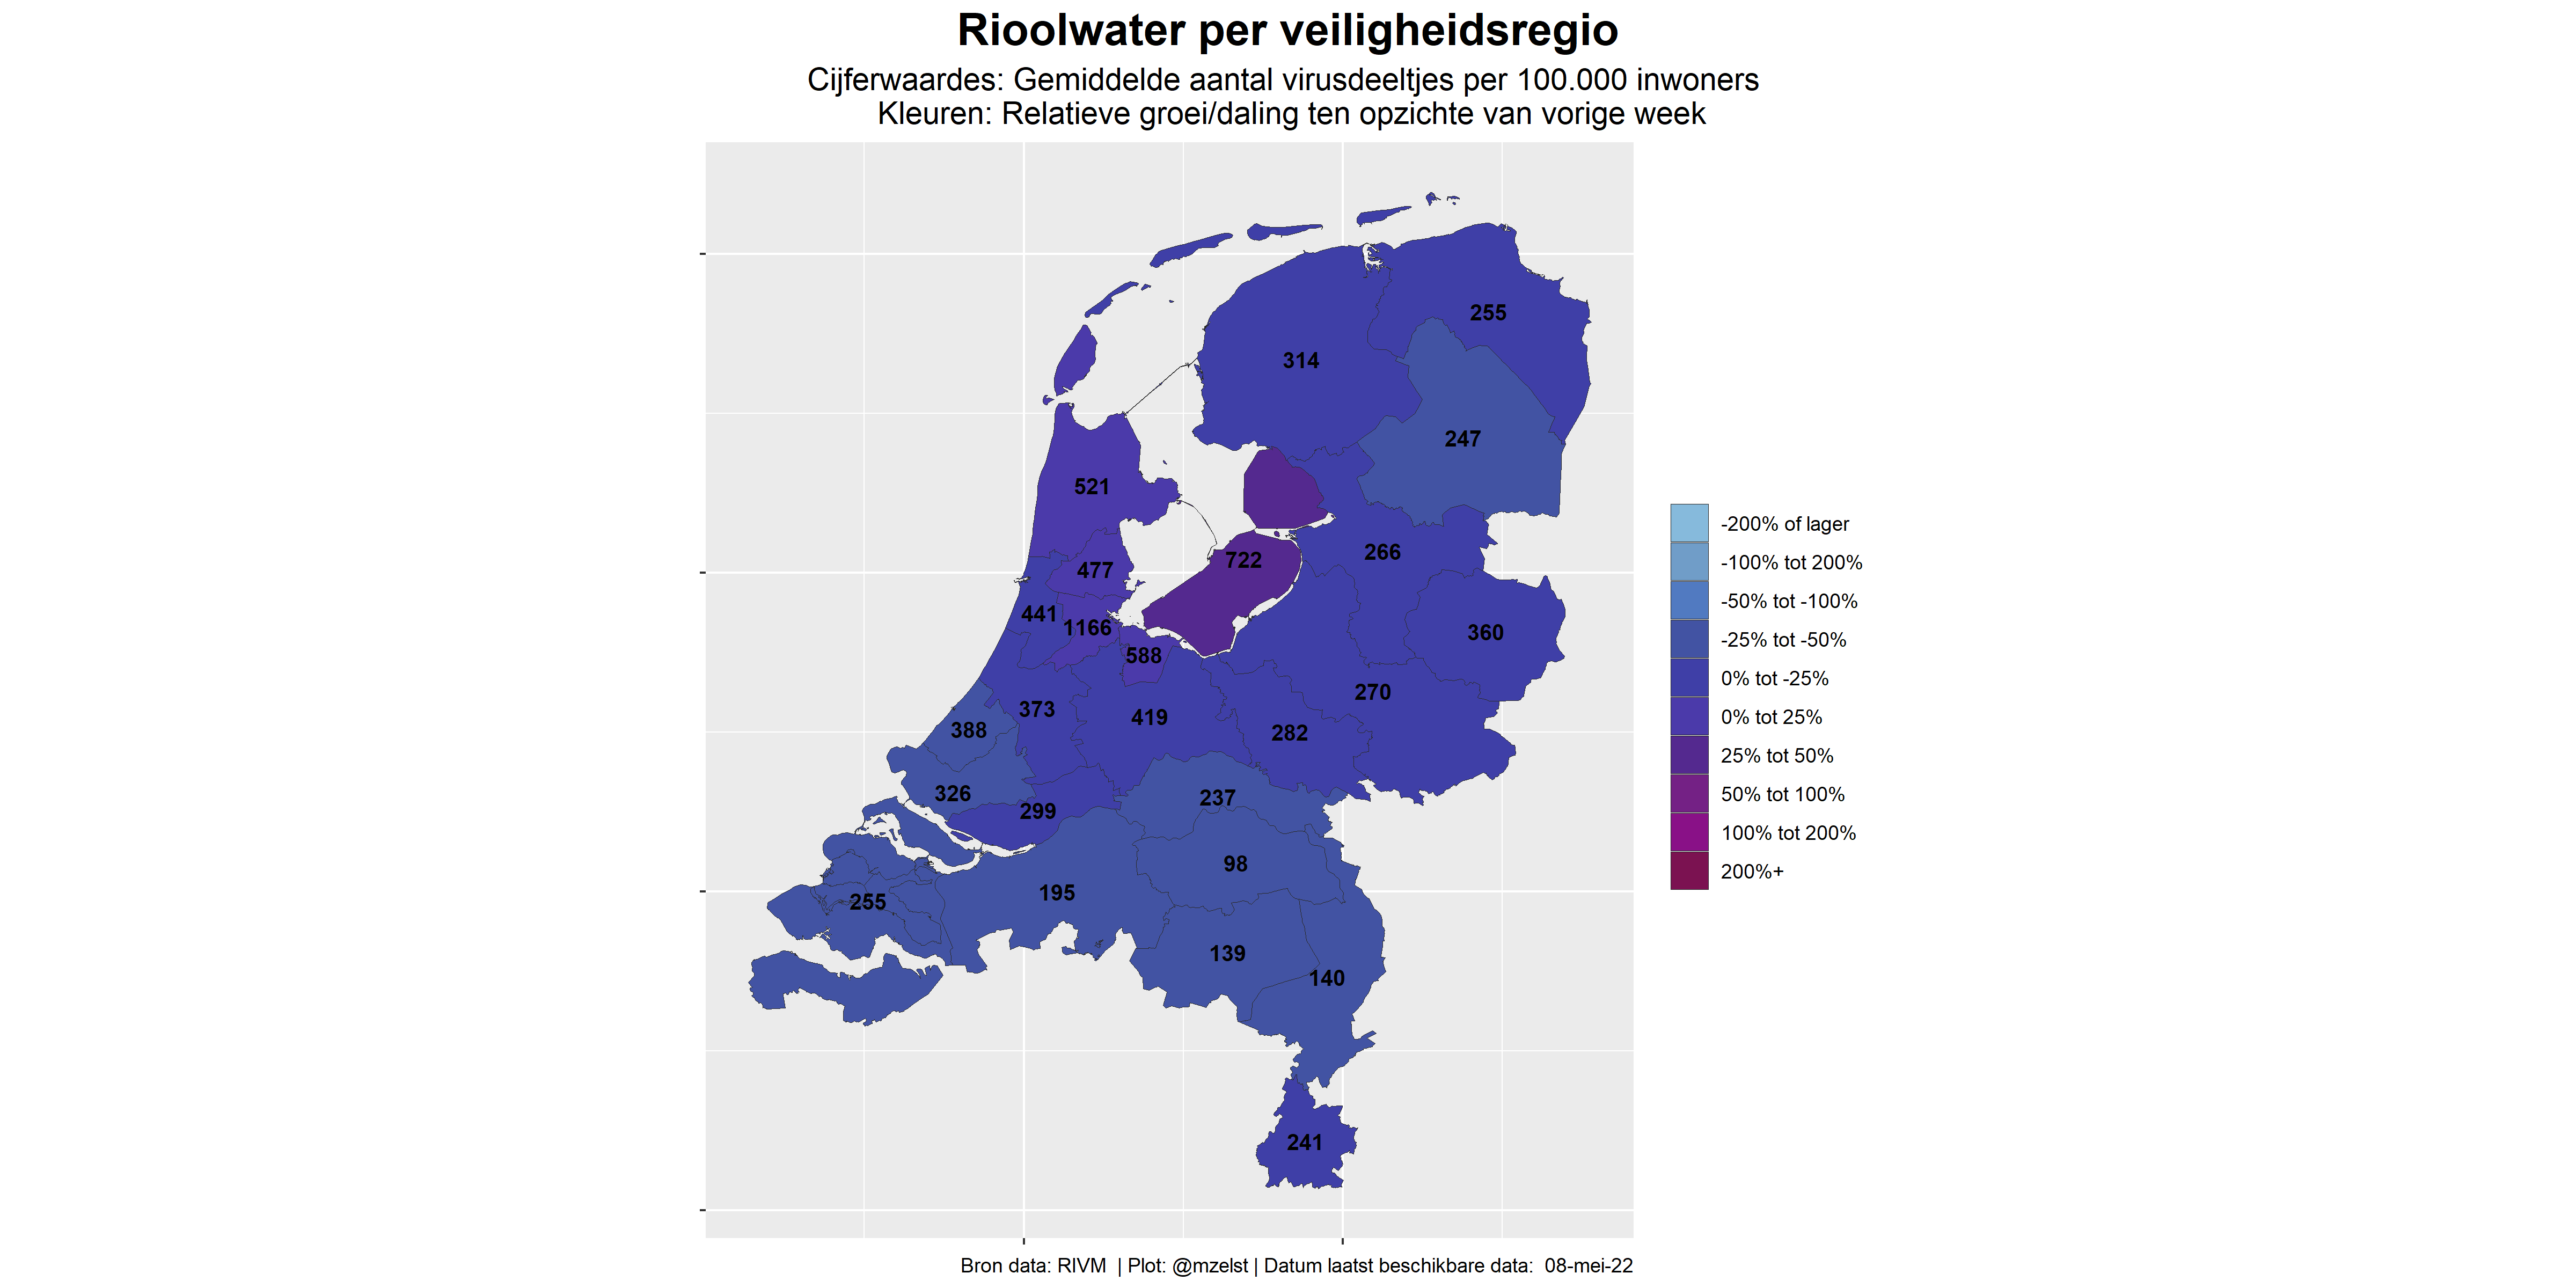 Rioolwater per veiligheidsregio
Cijferwaardes: Gemiddelde aantal virusdeeltjes per 100.000 inwoners
Kleuren: Relatieve groei/daling ten opzichte van vorige week
255
314
247
521
722
266
477
441
1166
360
588
270
373
419
388
282
326
237
299
98
195
255
139
140
241
-200% of lager
-100% tot 200%
-50% tot -100%
-25% tot -50%
0% tot -25%
0% tot 25%
25% tot 50%
50% tot 100%
100% tot 200%
200%+
Bron data: RIVM | Plot: @mzelst | Datum laatst beschikbare data: 08-mei-22